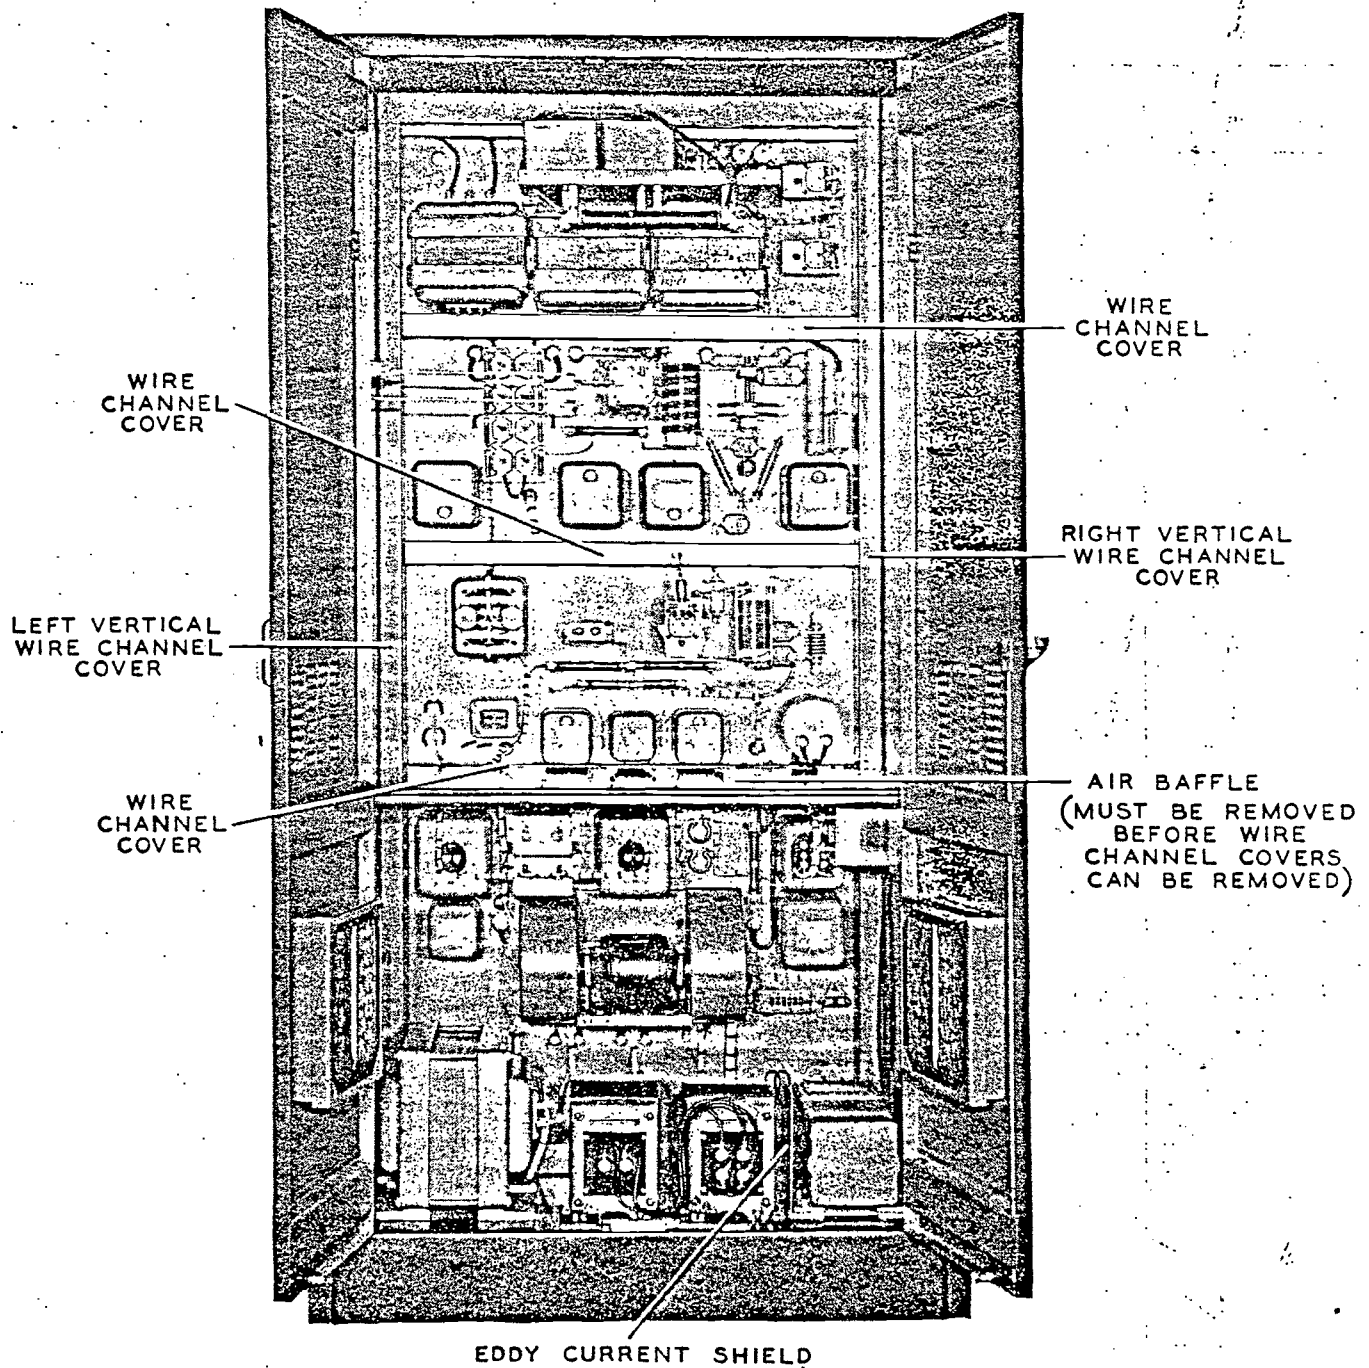 WIRE
CHANNEL
COVER
WIRE
CHANNEL
COVER
RIGHT VERTICAL
WIRE CHANNEL
COVER
LEFT VERTICAL
WIRE CHANNEL
COVER
AIR BAFFLE
(MUST BE REMOVED
BEFORE WIRE
CHANNEL COVERS
CAN BE REMOVED)
WIRE
CHANNEL
COVER
EDDY CURRENT SHIELD